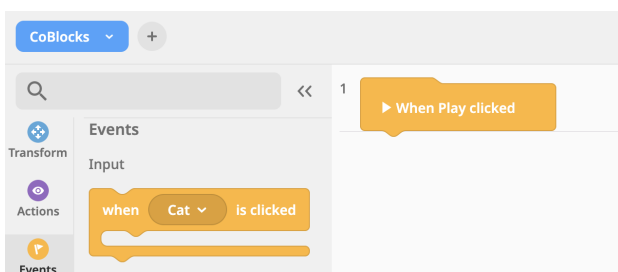 CoBlocks
+
1
When Play clicked
Events
Transform
Input
Actions
when Cat is clicked
Events